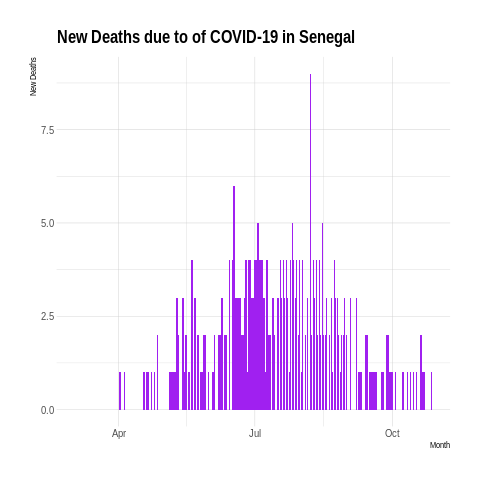 New Deaths due to of COVID-19 in Senegal
New Deaths
7.5
5.0
2.5
0.0
Apr Jul Oct
Month